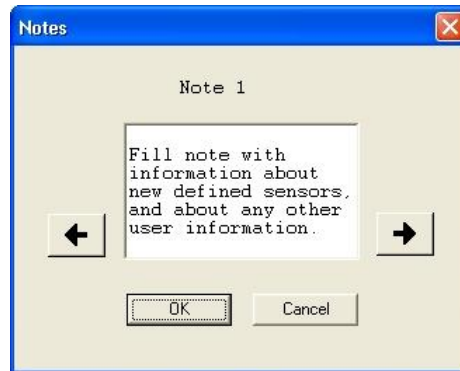 Notes
Note 1
Fill note with
information about
new defined sensors,
and about any other
user information.
OK
Cancel